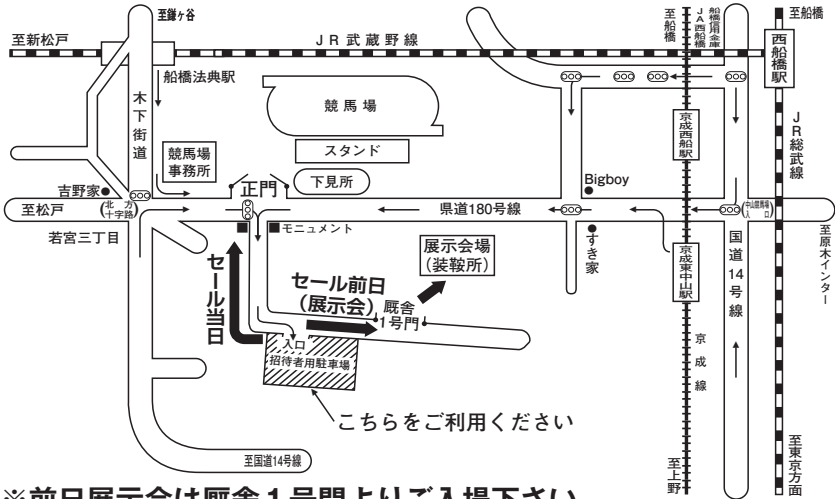 至鎌ヶ谷
至船橋
船橋信用金庫
JA西船橋
至船橋
至新松戸
JR武蔵野線
西船橋駅
船橋法典駅
木下街道
競馬場
京成西船駅
JR総武線
競馬場
事務所
スタンド
正門
下見所
Bigboy
吉野家
至松戸
(北方十字路)
県道180号線
(中山競馬場入口)
若宮三丁目
モニュメント
すき家
京成東中山駅
国道14号線
至原木インター
展示会場
(装鞍所)
セール当日
セール前日
(展示会)
厩舎
1号門
京成線
入口
招待者用駐車場
こちらをご利用ください
至国道14号線
至上野
至東京方面
※前日展示会は厩舎1号門よりご入場下さい